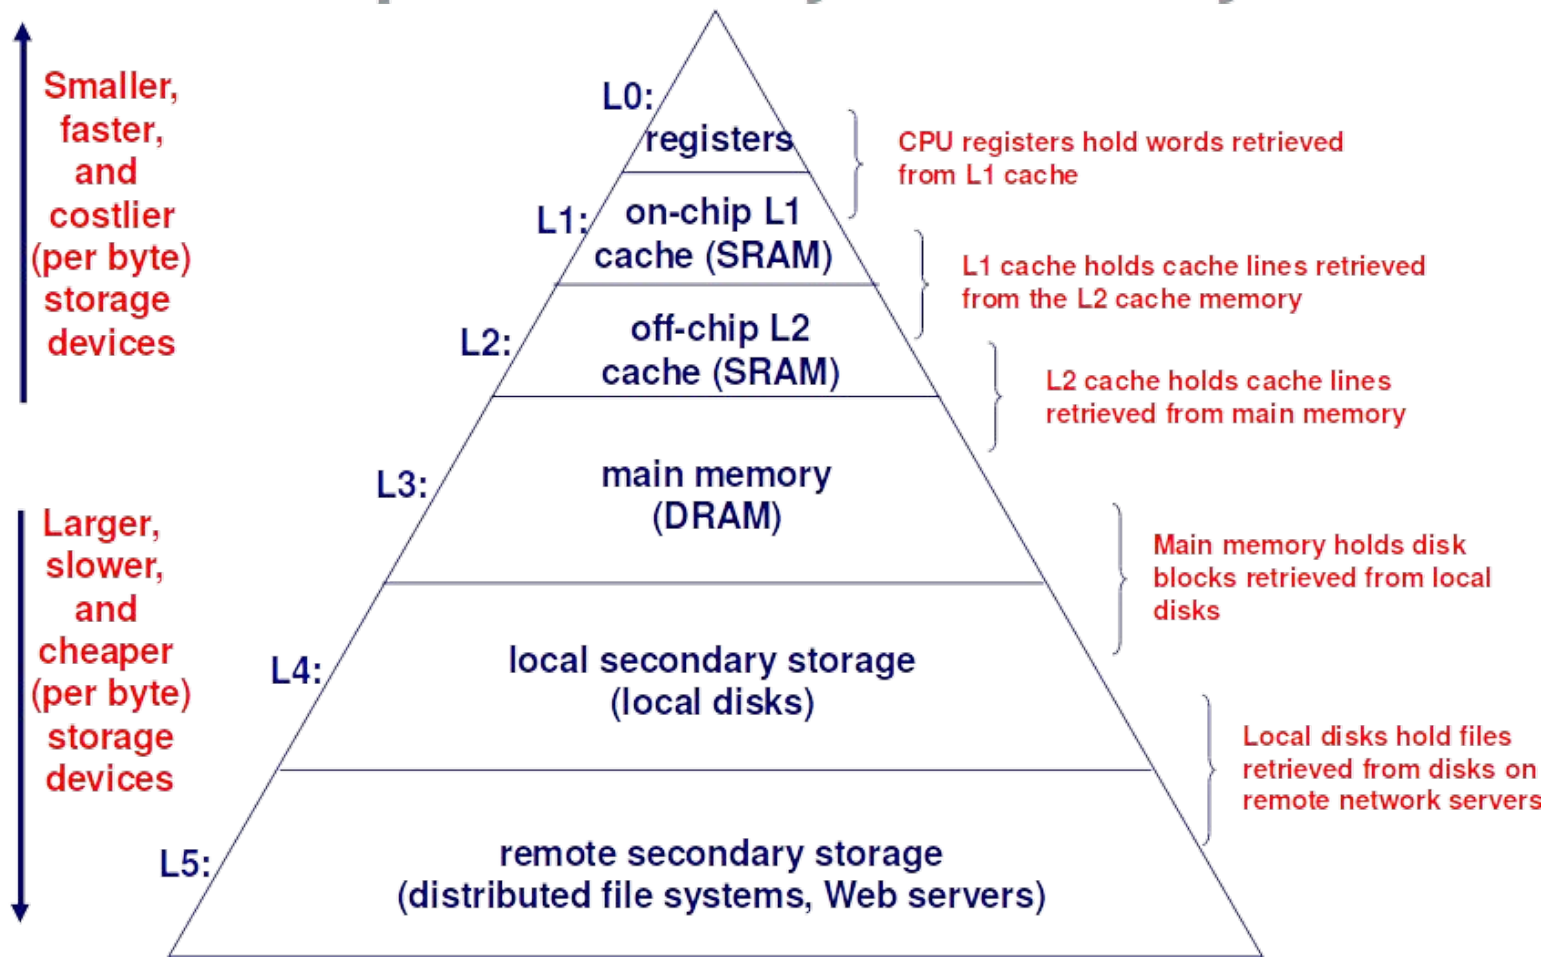 Smaller,
faster,
and
costlier
(per byte)
storage
devices
Larger,
slower,
and
cheaper
(per byte)
storage
devices
L0:
registers
CPU registers hold words retrieved
from L1 cache
L1:
on-chip L1
cache (SRAM)
L1 cache holds cache lines retrieved
from the L2 cache memory
L2:
off-chip L2
cache (SRAM)
L2 cache holds cache lines
retrieved from main memory
L3:
main memory
(DRAM)
Main memory holds disk
blocks retrieved from local
disks
L4:
local secondary storage
(local disks)
Local disks hold files
retrieved from disks on
remote network servers
L5:
remote secondary storage
(distributed file systems, Web servers)